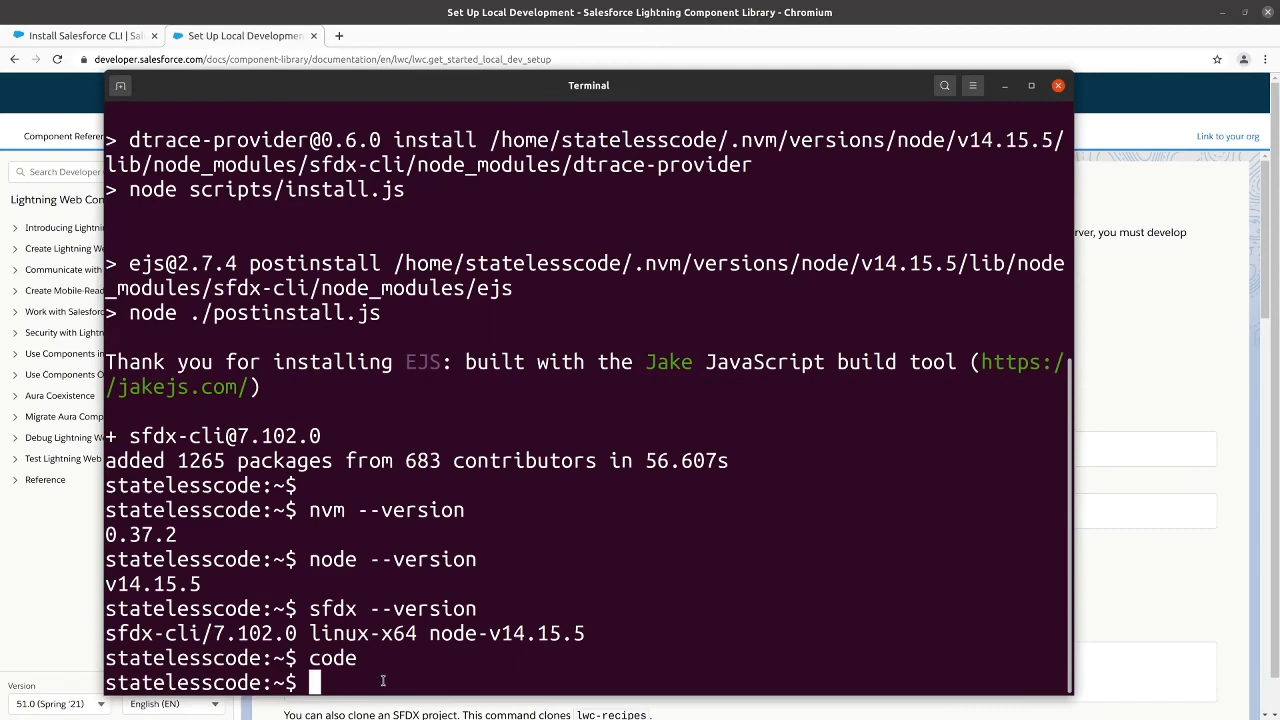 Set Up Local Development - Salesforce Lightning Component Library - Chromium
Install Salesforce CLI | Sal
Set Up Local Developmen
developer.salesforce.com/docs/component-library/documentation/en/lwc/lwc.get_started_local_dev_setup
Terminal
Component Referen
Link to your org
Search Developer
Lightning Web Con
Introducing Lightni
Create Lightning We
Communicate with
Create Mobile-Read
Work with Salesfor
Security with Lightn
Use Components in
Use Components O
Aura Coexistence
Migrate Aura Comp
Debug Lightning We
Test Lightning Web
Reference
Version
51.0 (Spring '21)
English (EN)
> dtrace-provider@0.6.0 install /home/statelesscode/.nvm/versions/node/v14.15.5/
lib/node_modules/sfdx-cli/node_modules/dtrace-provider
> node scripts/install.js
> ejs@2.7.4 postinstall /home/statelesscode/.nvm/versions/node/v14.15.5/lib/node
_modules/sfdx-cli/node_modules/ejs
> node ./postinstall.js
Thank you for installing EJS: built with the Jake JavaScript build tool (https:/
/jakejs.com/)
+ sfdx-cli@7.102.0
added 1265 packages from 683 contributors in 56.607s
statelesscode:~$
statelesscode:~$ nvm --version
0.37.2
statelesscode:~$ node --version
v14.15.5
statelesscode:~$ sfdx --version
sfdx-cli/7.102.0 linux-x64 node-v14.15.5
statelesscode:~$ code
statelesscode:~$
rver, you must develop
You can also clone an SFDX project. This command clones lwc-recipes .